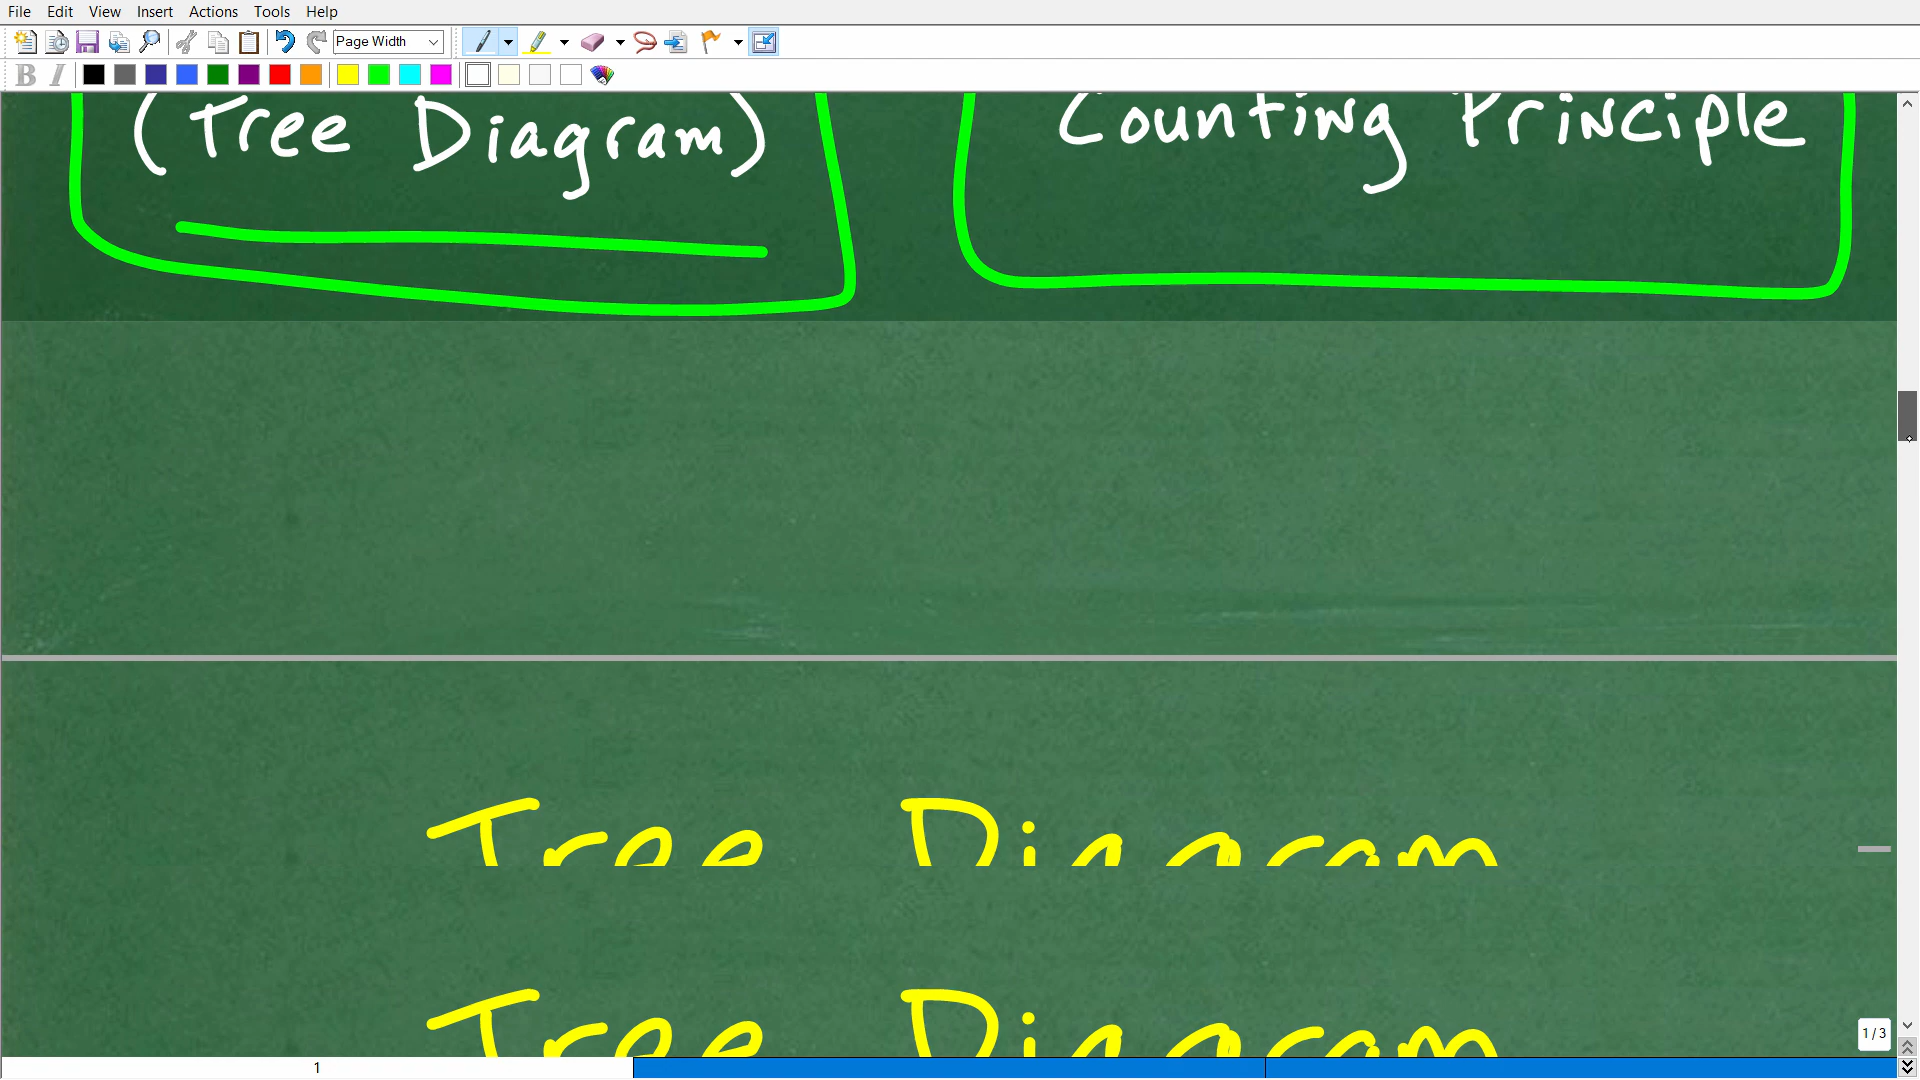 File Edit View Insert Actions Tools Help
Page Width
B I
(Tree Diagram)
Counting Principle
Tree Diagram
Tree Diagram
1 / 3
1